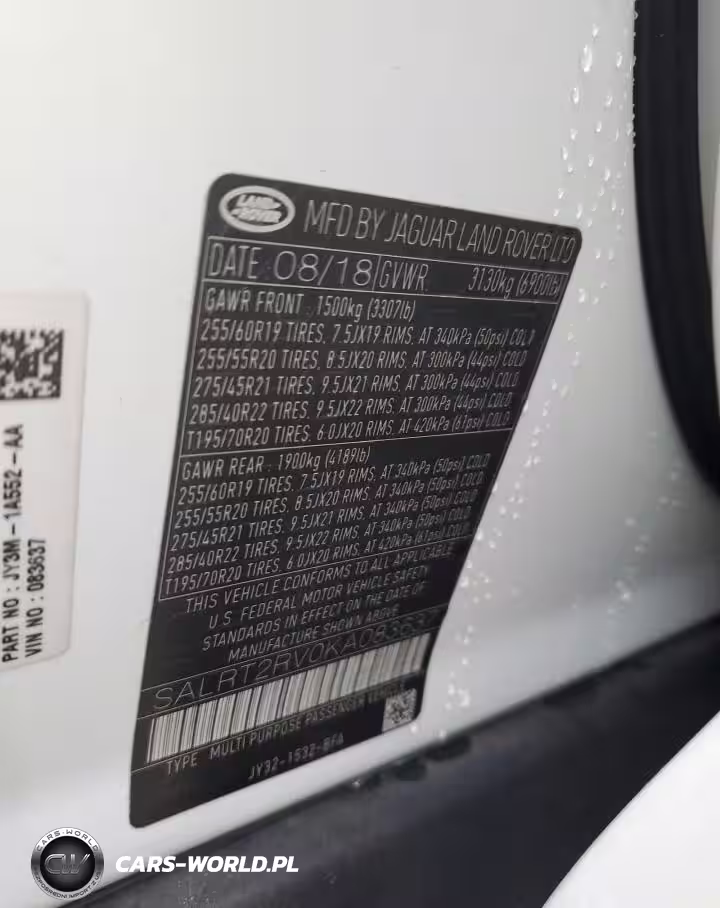 LAND-
ROVER
MFD BY JAGUAR LAND ROVER LTD
DATE 08/18 GVWR 3130kg (6900lb)
GAWR FRONT : 1500kg (3307lb)
255/60R19 TIRES, 7.5JX19 RIMS, AT 340kPa (50psi) COLD
255/55R20 TIRES, 8.5JX20 RIMS, AT 300kPa (44psi) COLD
275/45R21 TIRES, 9.5JX21 RIMS, AT 300kPa (44psi) COLD
285/40R22 TIRES, 9.5JX22 RIMS, AT 300kPa (44psi) COLD
T195/70R20 TIRES, 6.0JX20 RIMS, AT 420kPa (61psi) COLD
GAWR REAR : 1900kg (4189lb)
255/60R19 TIRES, 7.5JX19 RIMS, AT 340kPa (50psi) COLD
255/55R20 TIRES, 8.5JX20 RIMS, AT 340kPa (50psi) COLD
275/45R21 TIRES, 9.5JX21 RIMS, AT 340kPa (50psi) COLD
285/40R22 TIRES, 9.5JX22 RIMS, AT 340kPa (50psi) COLD
T195/70R20 TIRES, 6.0JX20 RIMS, AT 420kPa (61psi) COLD
THIS VEHICLE CONFORMS TO ALL APPLICABLE
U S FEDERAL MOTOR VEHICLE SAFETY
STANDARDS IN EFFECT ON THE DATE OF
MANUFACTURE SHOWN ABOVE
SALRT2RV0KA083637
TYPE MULTI PURPOSE PASSENGER VEHICLE
JY32-1532-BFA
PART NO : JY3M-1A552-AA
VIN NO : 083637
CARS-WORLD
CW
CARS-WORLD.PL